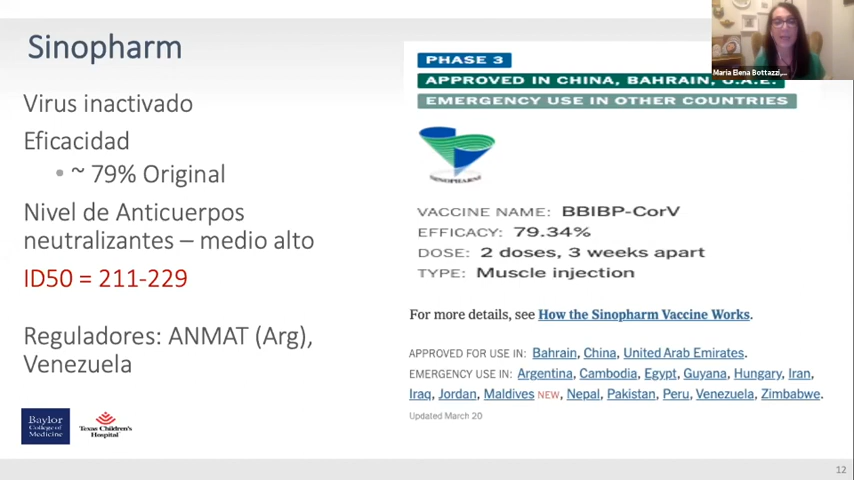 Sinopharm
Virus inactivado
Eficacidad
• ~ 79% Original
Nivel de Anticuerpos
neutralizantes – medio alto
ID50 = 211-229
Reguladores: ANMAT (Arg),
Venezuela
Baylor
College of
Medicine
Texas Children's
Hospital
PHASE 3
APPROVED IN CHINA, BAHRAIN, U.A.E.
EMERGENCY USE IN OTHER COUNTRIES
SINOPHARM
VACCINE NAME: BBIBP-CorV
EFFICACY: 79.34%
DOSE: 2 doses, 3 weeks apart
TYPE: Muscle injection
For more details, see How the Sinopharm Vaccine Works.
APPROVED FOR USE IN: Bahrain, China, United Arab Emirates.
EMERGENCY USE IN: Argentina, Cambodia, Egypt, Guyana, Hungary, Iran,
Iraq, Jordan, Maldives NEW, Nepal, Pakistan, Peru, Venezuela, Zimbabwe.
Updated March 20
Maria Elena Bottazzi,...
12